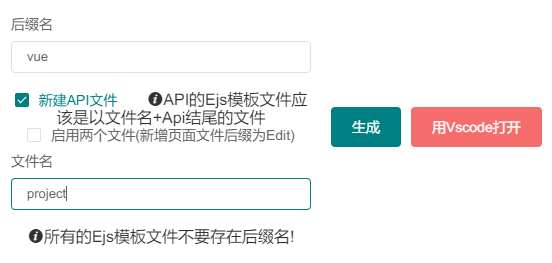 后缀名
vue
新建API文件 API的Ejs模板文件应
该是以文件名+Api结尾的文件
启用两个文件(新增页面文件后缀为Edit)
生成 用Vscode打开
文件名
project
所有的Ejs模板文件不要存在后缀名!